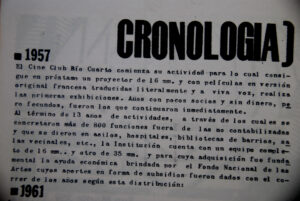 CRONOLOGIA)
1957
El Cine Club Río Cuarto comienza su actividad para lo cual consi
gue en préstamo un proyector de 16 mm, y con películas en versión
original francesa traducidas literalmente y a viva voz, realiza
las primeras exhibiciones. Años con pocos socios y sin dinero, pe
ro fecundos, fueron los que continuaron inmediatamente.
Al término de 13 años de actividades, a través de los cuales se
concretaron más de 800 funciones fuera de las no contabilizadas
y que se dieron en asilos, hospitales, bibliotecas de barrios, sa
las vecinales, etc., la Institución cuenta con un equipo comple-
to de 16 mm.. y otro de 35 mm. y para cuya adquisición fue funda
mental la ayuda económica brindada por el Fondo Nacional de las
Artes cuyos aportes en forma de subsidios fueron dados con el co-
rrer de los años según esta distribución:
1961